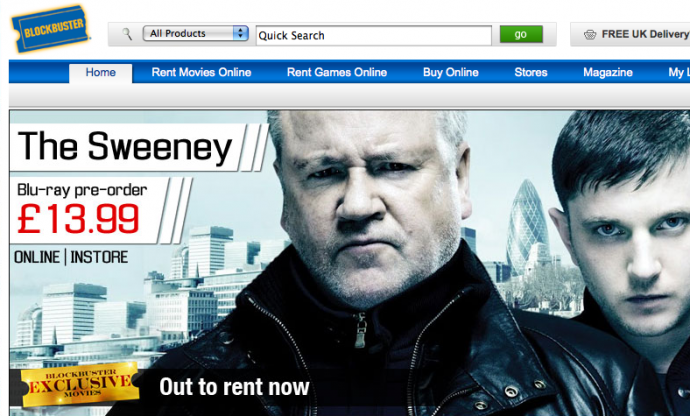 BLOCKBUSTER
All Products
Quick Search
go
FREE UK Delivery
Home
Rent Movies Online
Rent Games Online
Buy Online
Stores
Magazine
My L
The Sweeney
Blu-ray pre-order
£13.99
ONLINE | INSTORE
BLOCKBUSTER
EXCLUSIVE
MOVIES
Out to rent now